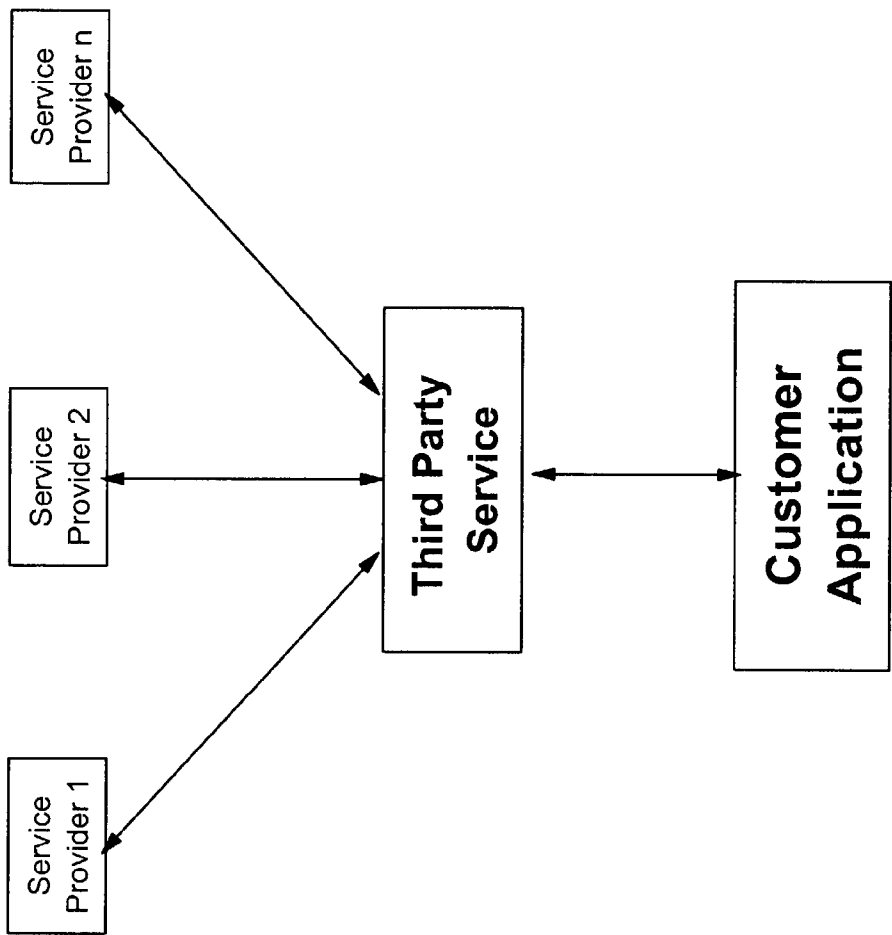 Service
Provider 1
Service
Provider 2
Service
Provider n
Third Party
Service
Customer
Application